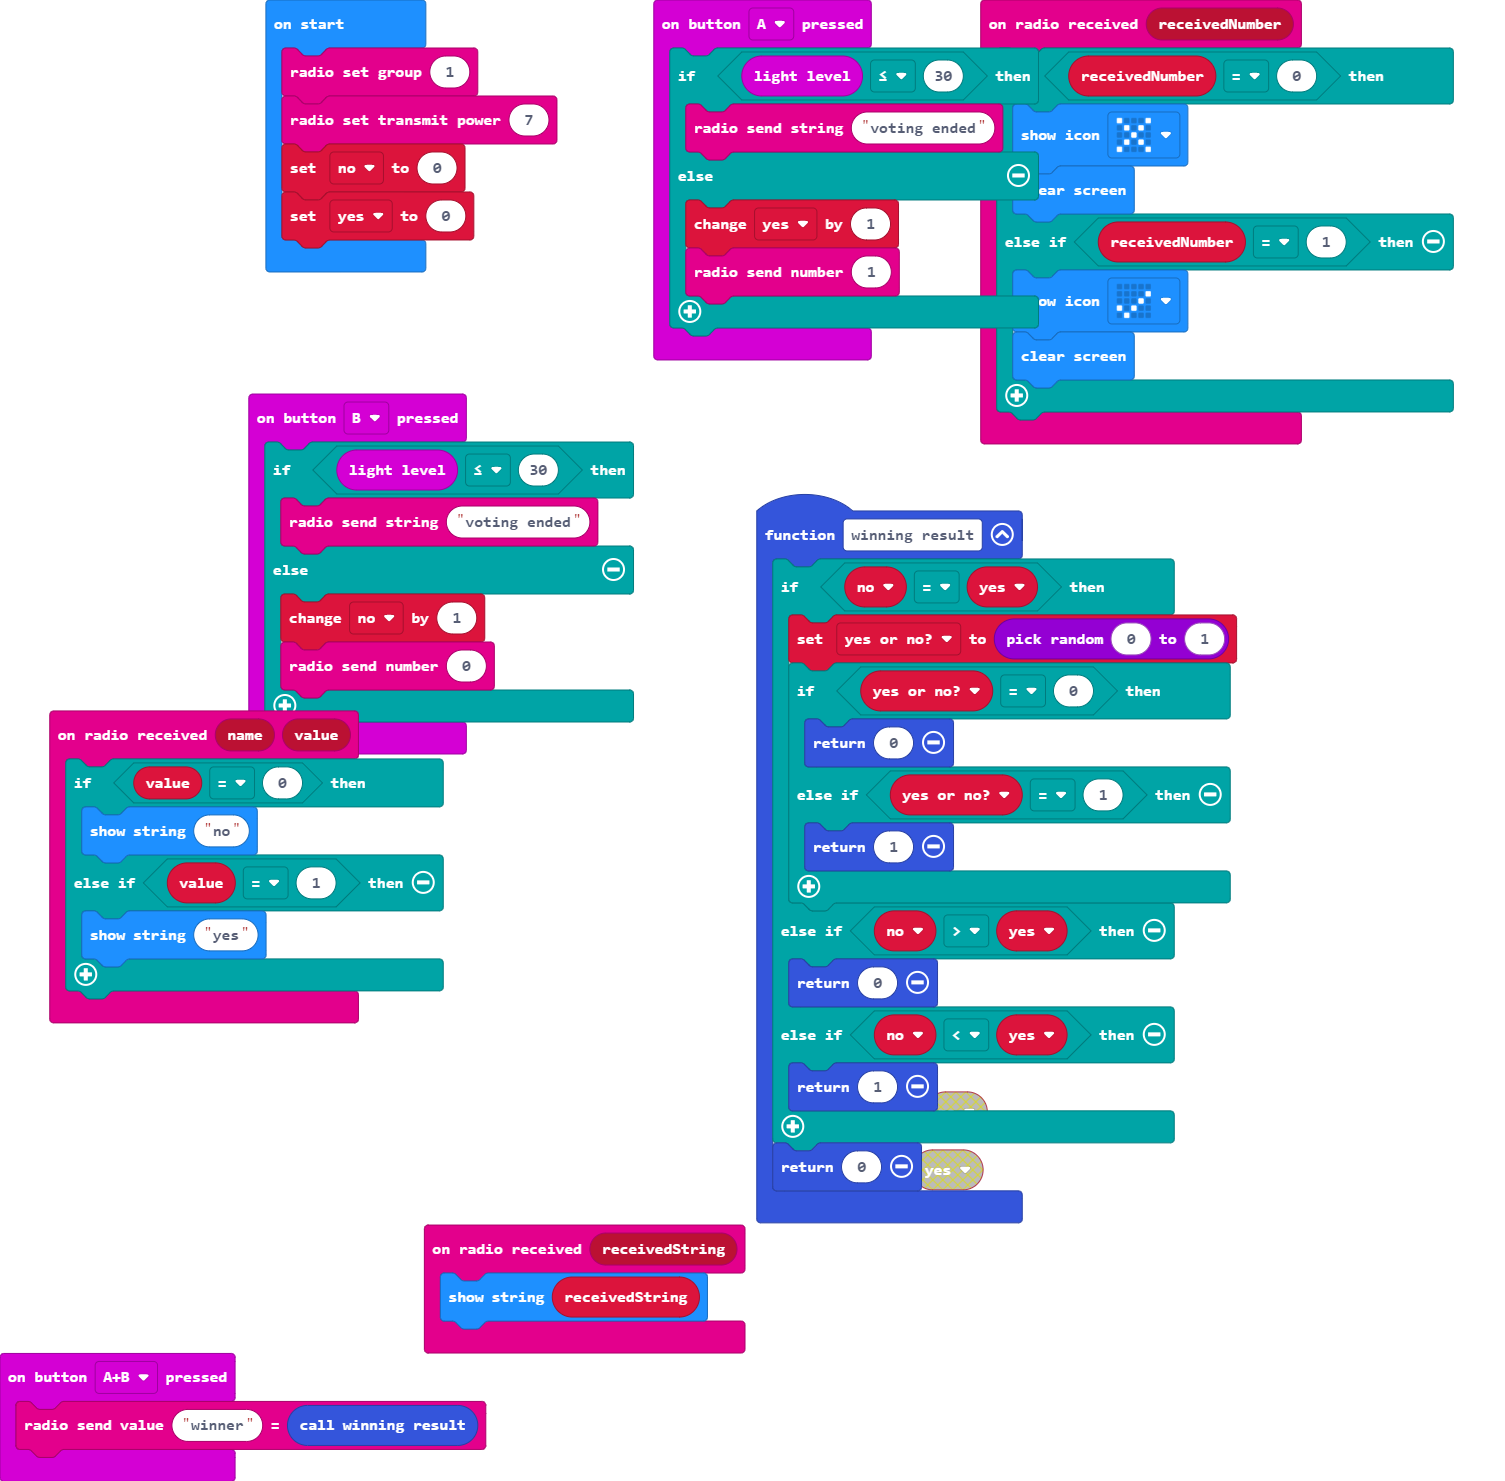 on start
radio set group 1
radio set transmit power 7
set no to 0
set yes to 0
on button A pressed
if light level ≤ 30 then
radio send string "voting ended"
else
change yes by 1
radio send number 1
on radio received receivedNumber
receivedNumber = 0 then
show icon
ear screen
else if receivedNumber = 1 then
ow icon
clear screen
on button B pressed
if light level ≤ 30 then
radio send string "voting ended"
else
change no by 1
radio send number 0
on radio received name value
if value = 0 then
show string "no"
else if value = 1 then
show string "yes"
function winning result
if no = yes then
set yes or no? to pick random 0 to 1
if yes or no? = 0 then
return 0
else if yes or no? = 1 then
return 1
else if no > yes then
return 0
else if no < yes then
return 1
return 0
yes
on radio received receivedString
show string receivedString
on button A+B pressed
radio send value "winner" = call winning result